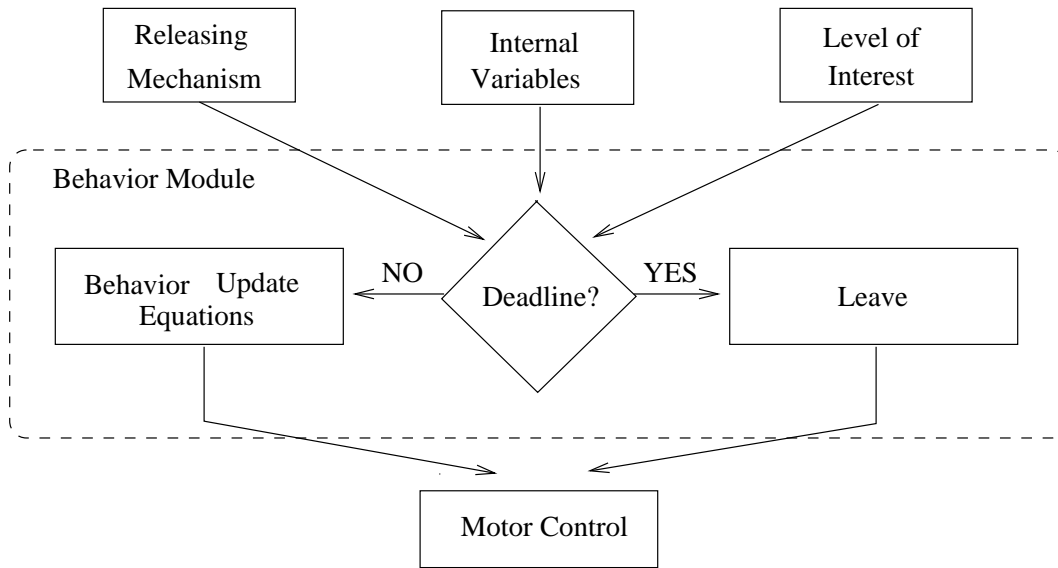 Releasing
Mechanism
Internal
Variables
Level of
Interest
Behavior Module
Behavior Update
Equations
NO
Deadline?
YES
Leave
Motor Control